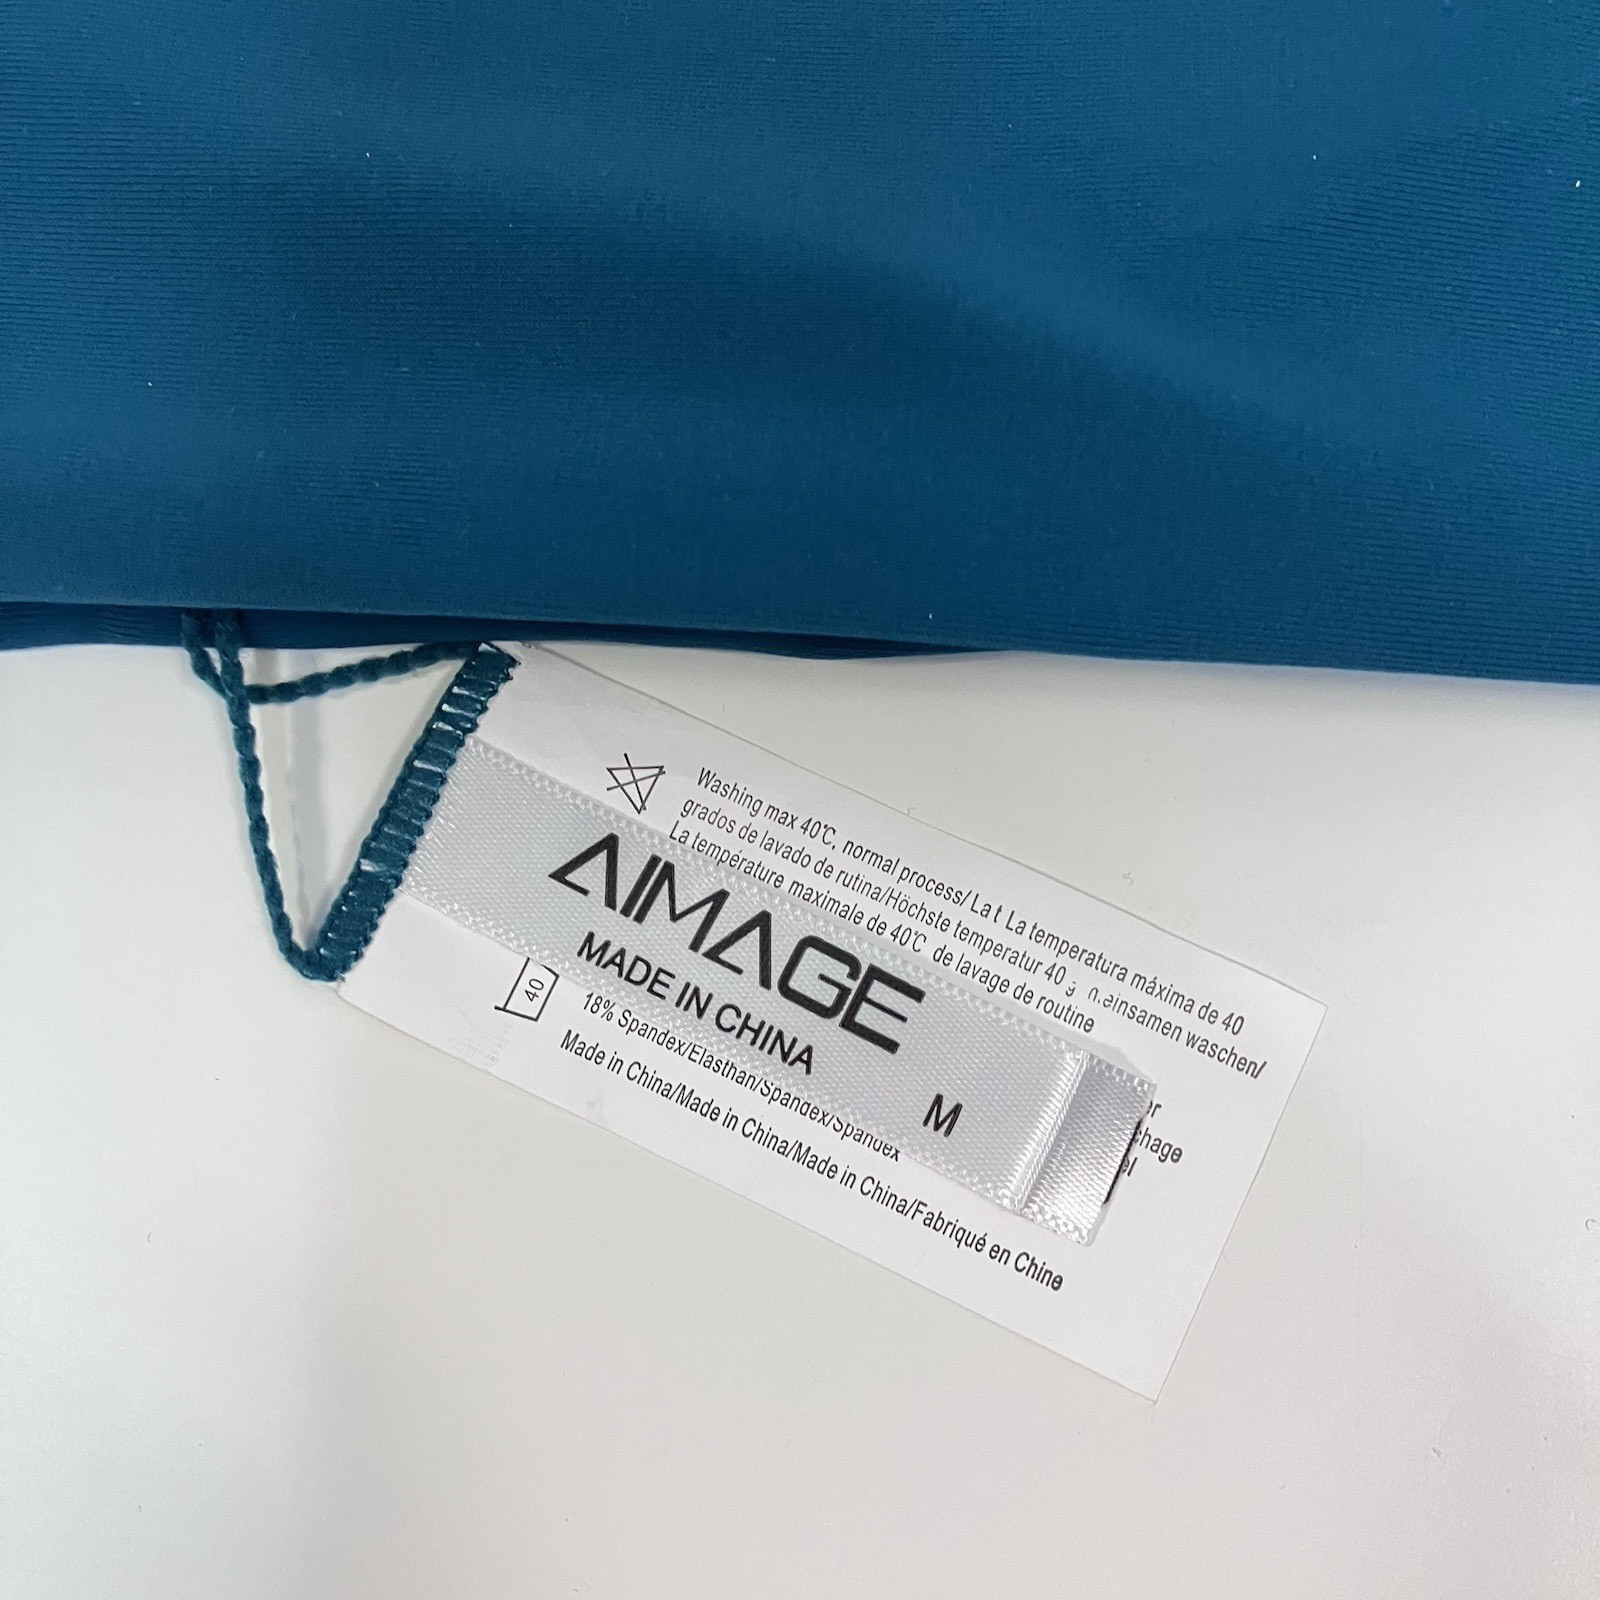 Washing max 40℃, normal process/ La t La temperatura máxima de 40
grados de lavado de rutina/Höchste temperatur 40 waschen/
La température maximale de 40℃ de lavage de routine
AIMAGE
MADE IN CHINA
M
40
18% Spandex/Elasthan/Spandex/Spandex
Made in China/Made in China/Made in China/Fabriqué en Chine